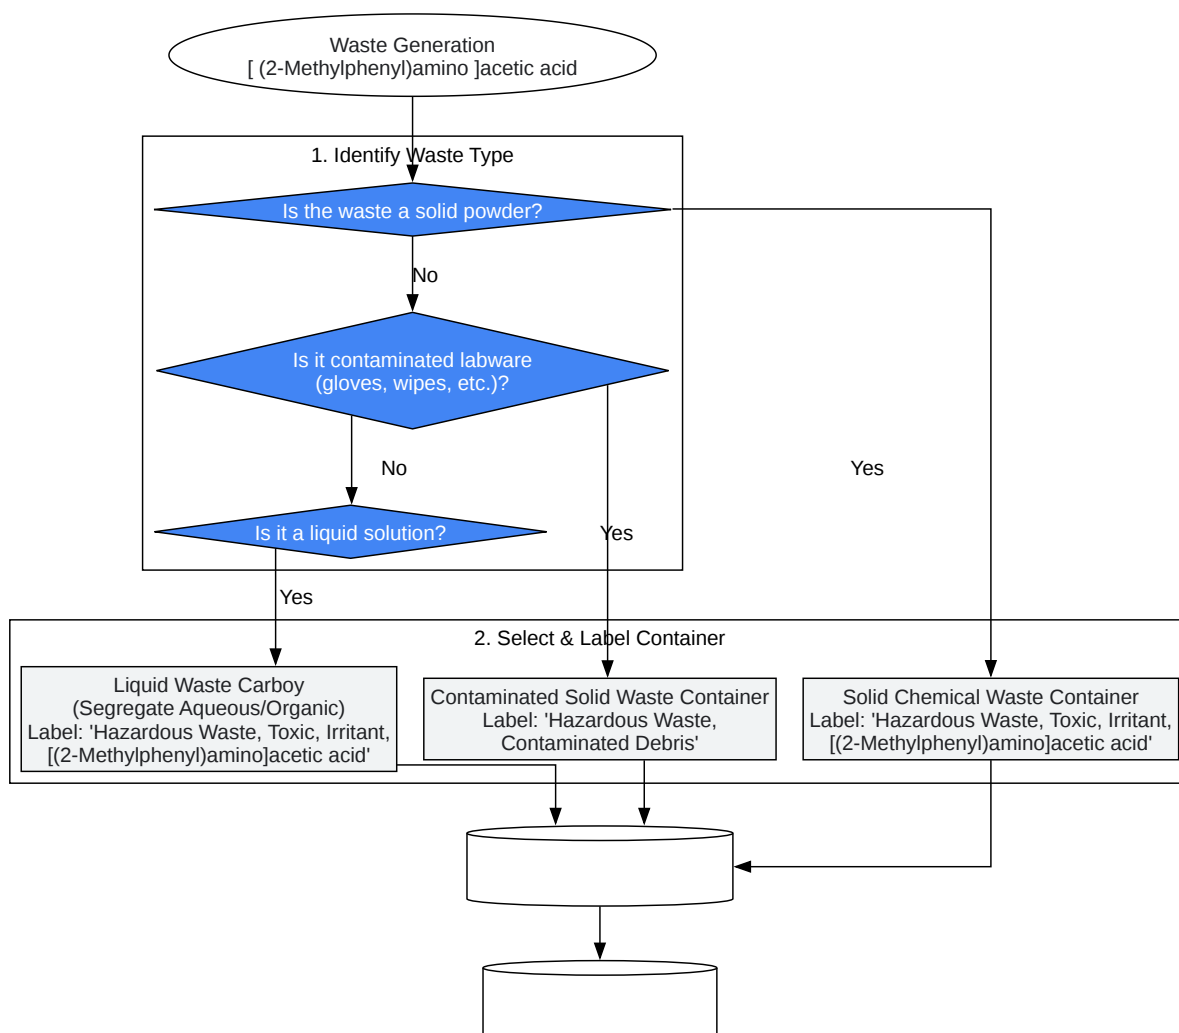 Waste Generation
[ (2-Methylphenyl)amino ]acetic acid
1. Identify Waste Type
Is the waste a solid powder?
No
Is it contaminated labware
(gloves, wipes, etc.)?
No
Yes
Is it a liquid solution?
Yes
Yes
2. Select & Label Container
Liquid Waste Carboy
(Segregate Aqueous/Organic)
Label: 'Hazardous Waste, Toxic, Irritant,
[(2-Methylphenyl)amino]acetic acid'
Contaminated Solid Waste Container
Label: 'Hazardous Waste,
Contaminated Debris'
Solid Chemical Waste Container
Label: 'Hazardous Waste, Toxic, Irritant,
[(2-Methylphenyl)amino]acetic acid'